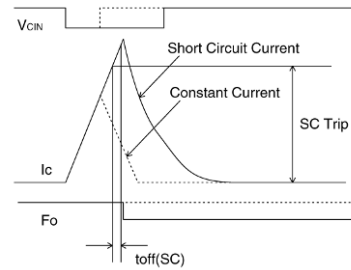 VCIN
Short Circuit Current
Constant Current
SC Trip
Ic
Fo
toff(SC)